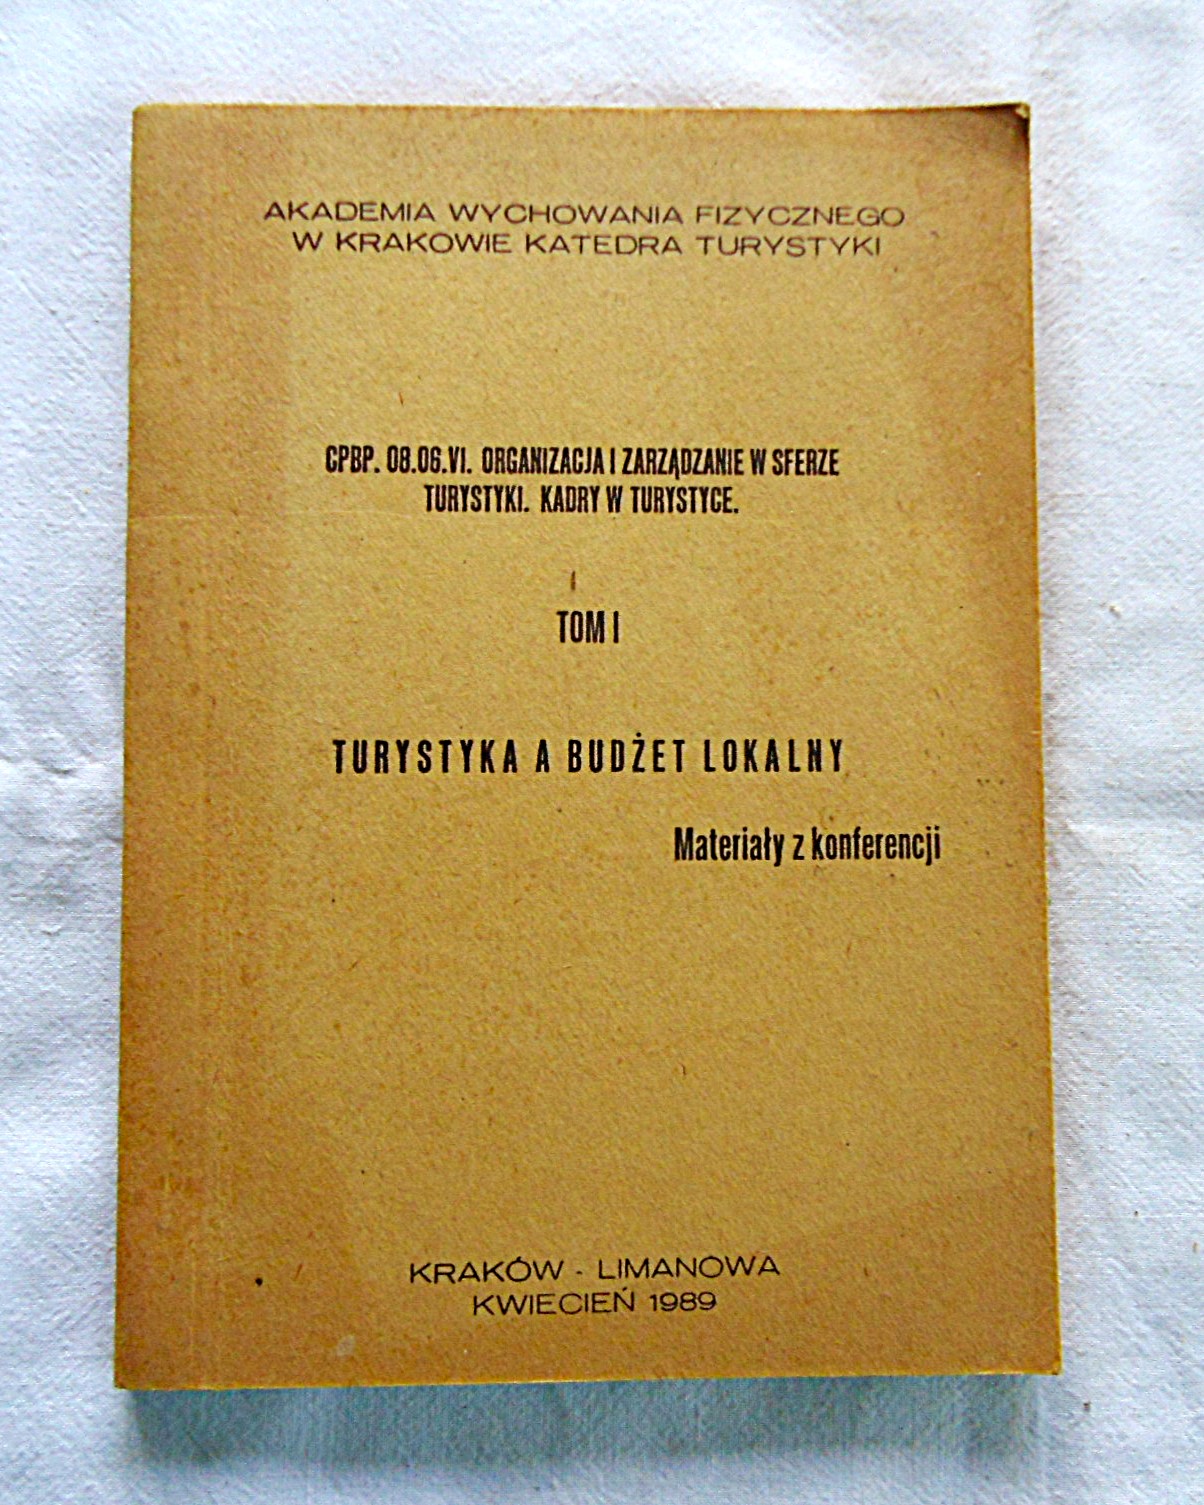 AKADEMIA WYCHOWANIA FIZYCZNEGO
W KRAKOWIE KATEDRA TURYSTYKI
CPBP. 08.06.VI. ORGANIZACJA I ZARZĄDZANIE W SFERZE
TURYSTYKI. KADRY W TURYSTYCE.
TOM I
TURYSTYKA A BUDŻET LOKALNY
Materiały z konferencji
KRAKÓW - LIMANOWA
KWIECIEŃ 1989